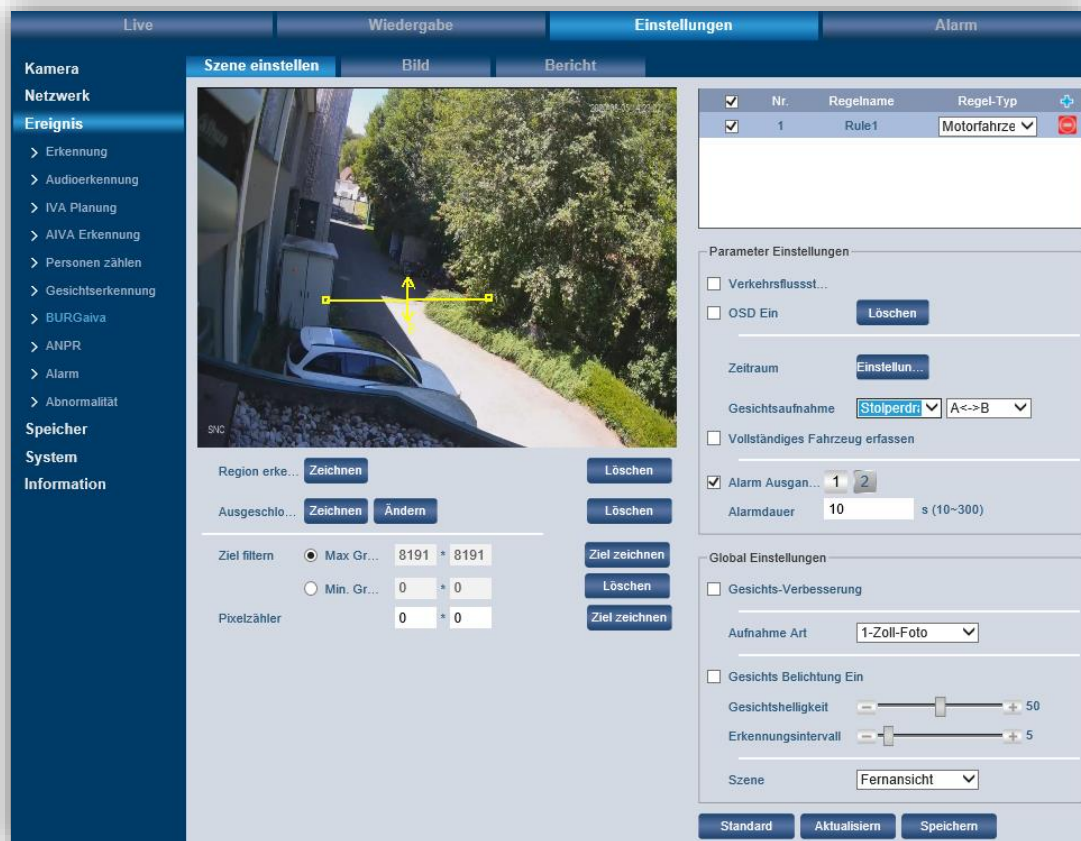 Live Wiedergabe Einstellungen Alarm
Szene einstellen Bild Bericht
Kamera
Netzwerk
Ereignis
Erkennung
Audioerkennung
IVA Planung
AIVA Erkennung
Personen zählen
Gesichtserkennung
BURGaiva
ANPR
Alarm
Abnormalität
Speicher
System
Information
SNC
Region erke... Zeichnen Löschen
Ausgeschlo... Zeichnen Ändern Löschen
Ziel filtern Max Gr... 8191 * 8191 Ziel zeichnen
Min. Gr... 0 * 0 Löschen
Pixelzähler 0 * 0 Ziel zeichnen
Nr. Regelname Regel-Typ
1 Rule1 Motorfahrze
Parameter Einstellungen
Verkehrsflussst...
OSD Ein Löschen
Zeitraum Einstellun...
Gesichtsaufnahme Stolperdra A<->B
Vollständiges Fahrzeug erfassen
Alarm Ausgan... 1 2
Alarmdauer 10 s (10~300)
Global Einstellungen
Gesichts-Verbesserung
Aufnahme Art 1-Zoll-Foto
Gesichts Belichtung Ein
Gesichtshelligkeit 50
Erkennungsintervall 5
Szene Fernansicht
Standard Aktualisiern Speichern